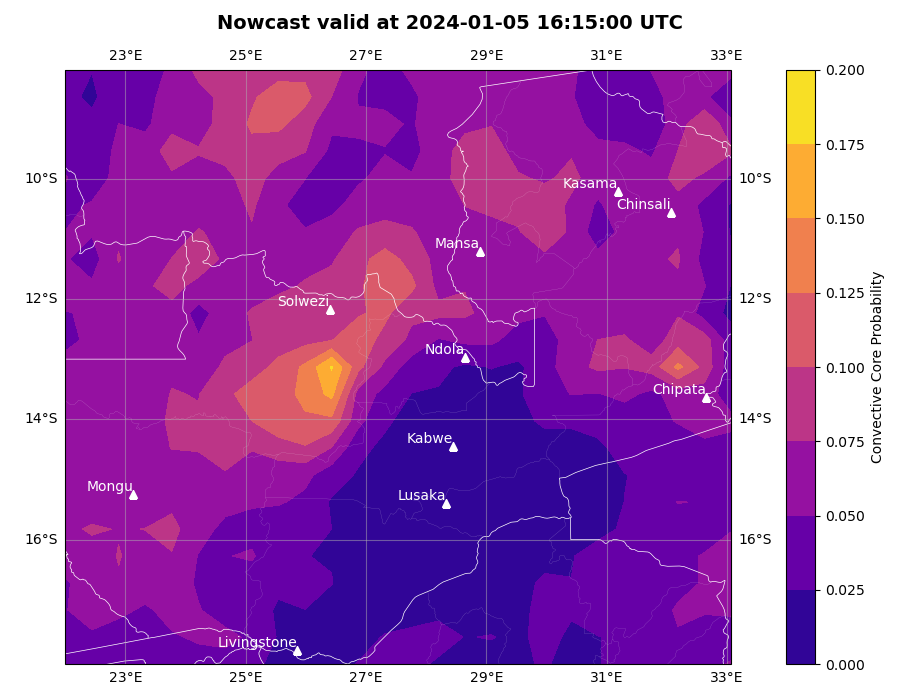 Nowcast valid at 2024-01-05 16:15:00 UTC
23°E 25°E 27°E 29°E 31°E 33°E
0.200
0.175
10°S Kasama 10°S
Chinsali
0.150
Mansa
12°S Solwezi 12°S
0.125
Ndola
0.100
Chipata
14°S 14°S
Kabwe
0.075
Mongu
Lusaka
0.050
16°S 16°S
0.025
Livingstone
0.000
23°E 25°E 27°E 29°E 31°E 33°E
Convective Core Probability